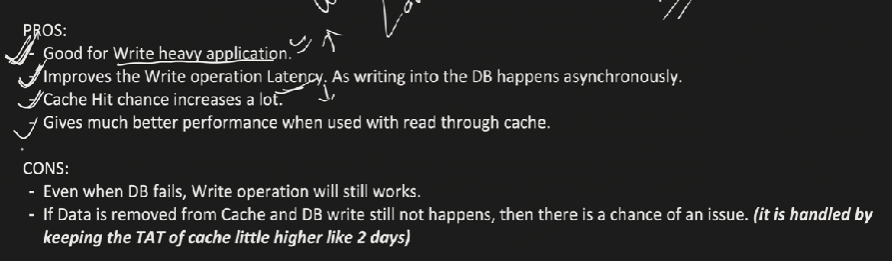 PROS:
- Good for Write heavy application.
- Improves the Write operation Latency. As writing into the DB happens asynchronously.
- Cache Hit chance increases a lot.
- Gives much better performance when used with read through cache.
CONS:
- Even when DB fails, Write operation will still works.
- If Data is removed from Cache and DB write still not happens, then there is a chance of an issue. (it is handled by
keeping the TAT of cache little higher like 2 days)